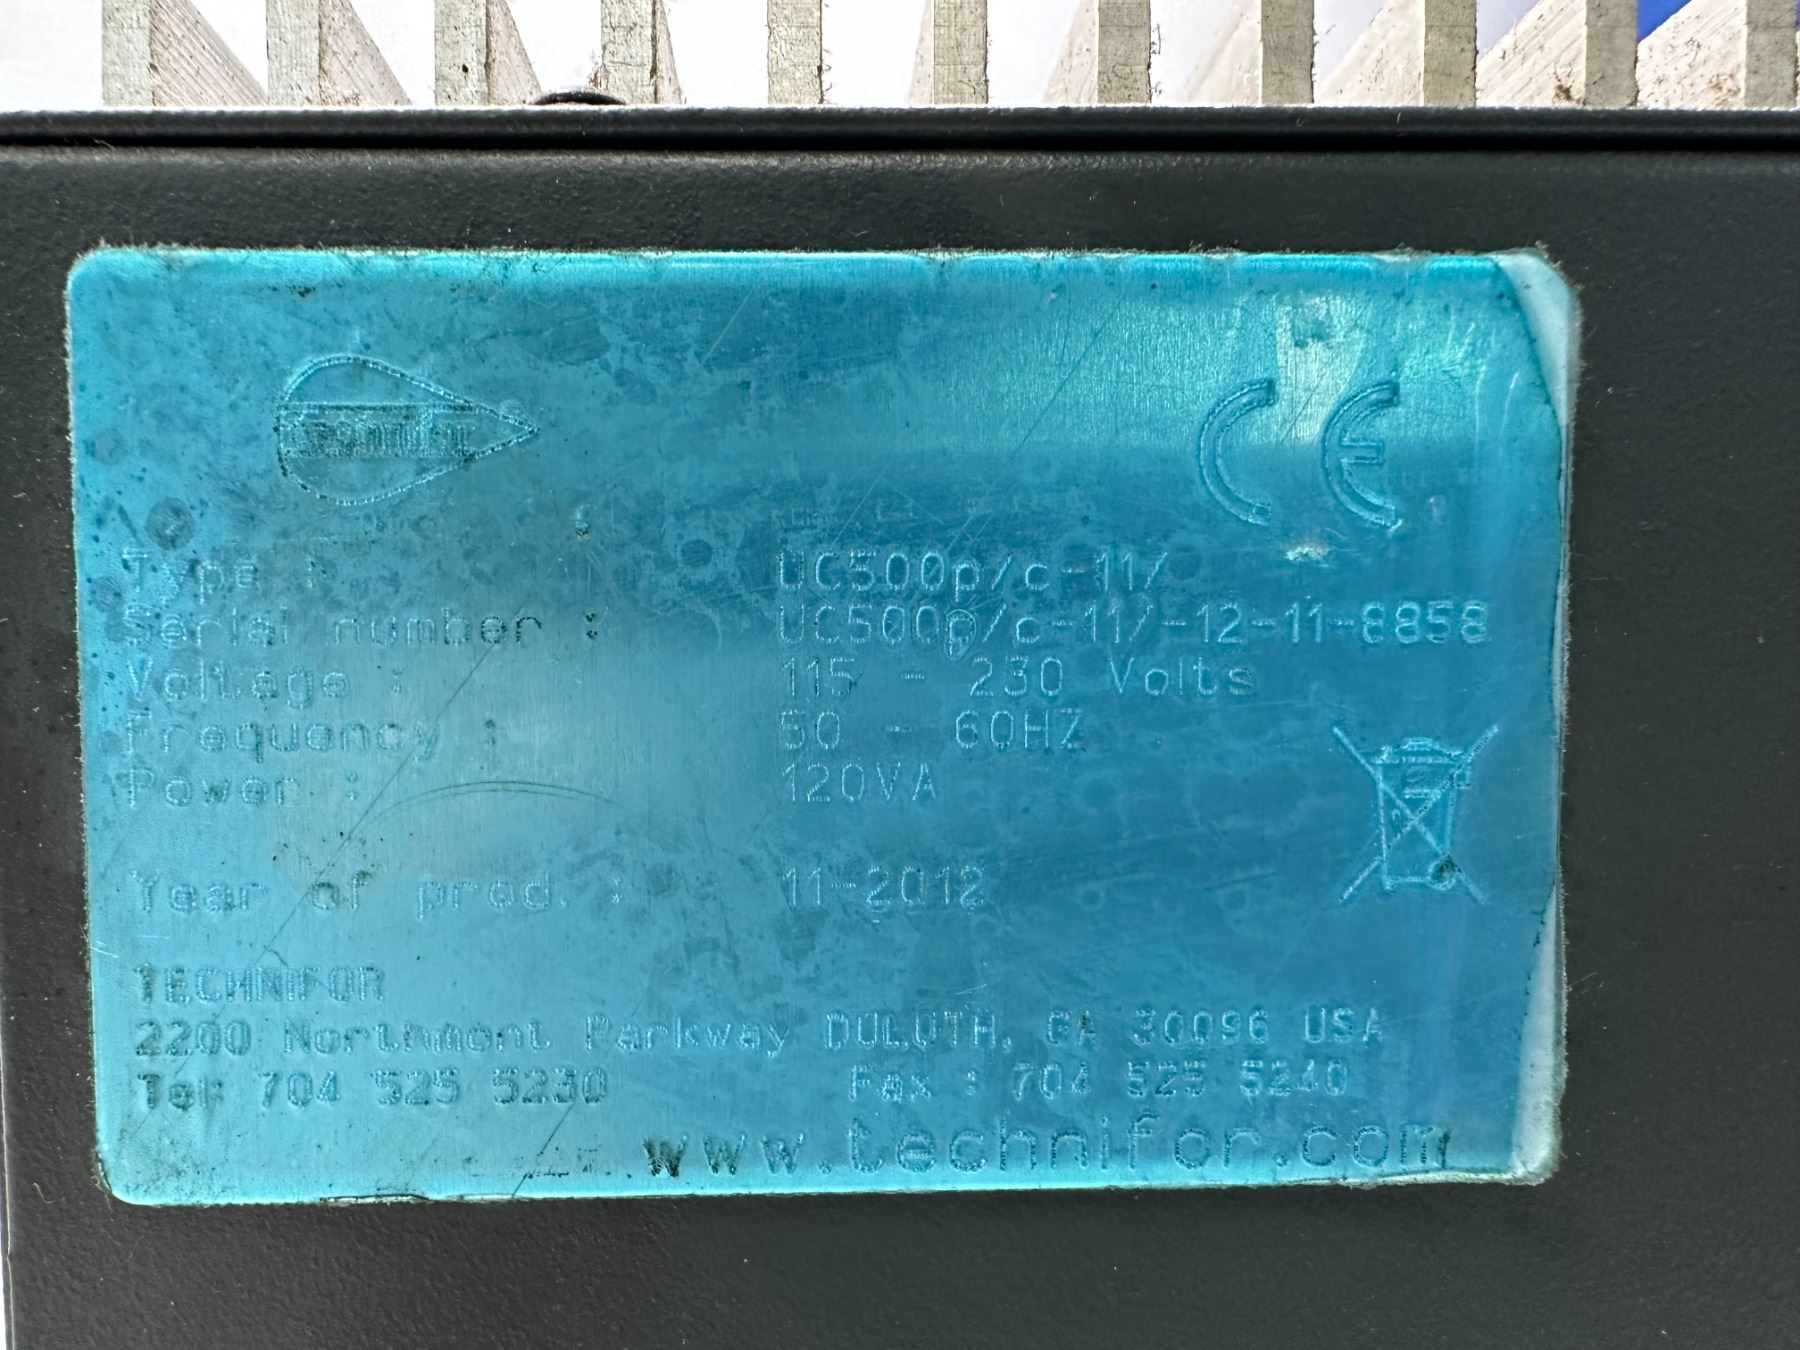 technifor
CE
Type : UC500p/c-11/
Serial number : UC500p/c-11/-12-11-8858
Voltage : 115 - 230 Volts
Frequency : 50 - 60HZ
Power : 120VA
Year of prod. : 11-2012
TECHNIFOR
2200 Northmont Parkway DULUTH, GA 30096 USA
Tel: 704 525 5230 Fax : 704 525 5240
www.technifor.com